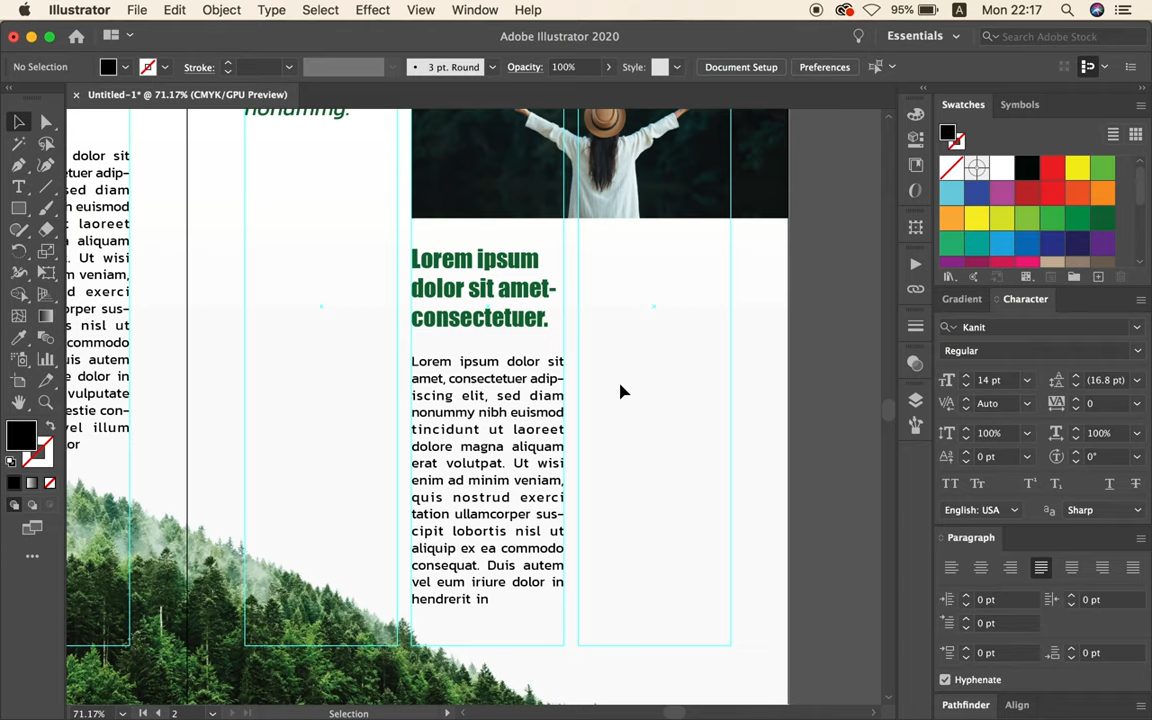 Illustrator File Edit Object Type Select Effect View Window Help
95% A Mon 22:17
Adobe Illustrator 2020
Essentials
Search Adobe Stock
No Selection
Stroke:
3 pt. Round
Opacity: 100%
Style:
Document Setup
Preferences
× Untitled-1* @ 71.17% (CMYK/GPU Preview)
nonummy.
dolor sit
etuer adip-
sed diam
h euismod
laoreet
aliquam
. Ut wisi
m veniam,
d exerci
orper sus-
nisl ut
commodo
uis autem
e dolor in
vulputate
estie con-
vel illum
or
Lorem ipsum
dolor sit amet-
consectetuer.
Lorem ipsum dolor sit
amet, consectetuer adip-
iscing elit, sed diam
nonummy nibh euismod
tincidunt ut laoreet
dolore magna aliquam
erat volutpat. Ut wisi
enim ad minim veniam,
quis nostrud exerci
tation ullamcorper sus-
cipit lobortis nisl ut
aliquip ex ea commodo
consequat. Duis autem
vel eum iriure dolor in
hendrerit in
Swatches Symbols
Gradient Character
Kanit
Regular
14 pt (16.8 pt)
Auto 0
100% 100%
0 pt 0°
English: USA Sharp
Paragraph
0 pt 0 pt
0 pt
0 pt 0 pt
Hyphenate
Pathfinder Align
71.17% 2 Selection